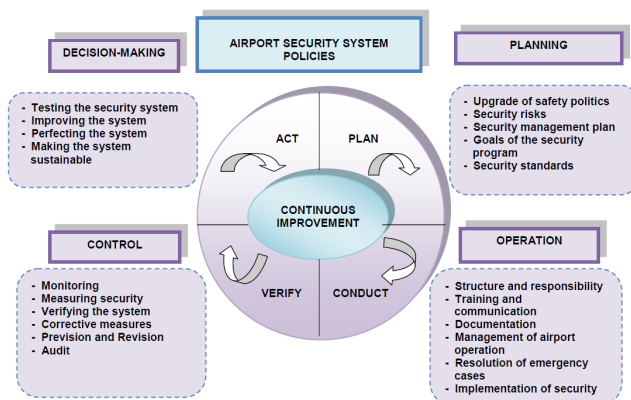 DECISION-MAKING
AIRPORT SECURITY SYSTEM
POLICIES
PLANNING
- Testing the security system
- Improving the system
- Perfecting the system
- Making the system
sustainable
- Upgrade of safety politics
- Security risks
- Security management plan
- Goals of the security
program
- Security standards
ACT
PLAN
CONTINUOUS
IMPROVEMENT
VERIFY
CONDUCT
CONTROL
- Monitoring
- Measuring security
- Verifying the system
- Corrective measures
- Prevision and Revision
- Audit
OPERATION
- Structure and responsibility
- Training and
communication
- Documentation
- Management of airport
operation
- Resolution of emergency
cases
- Implementation of security